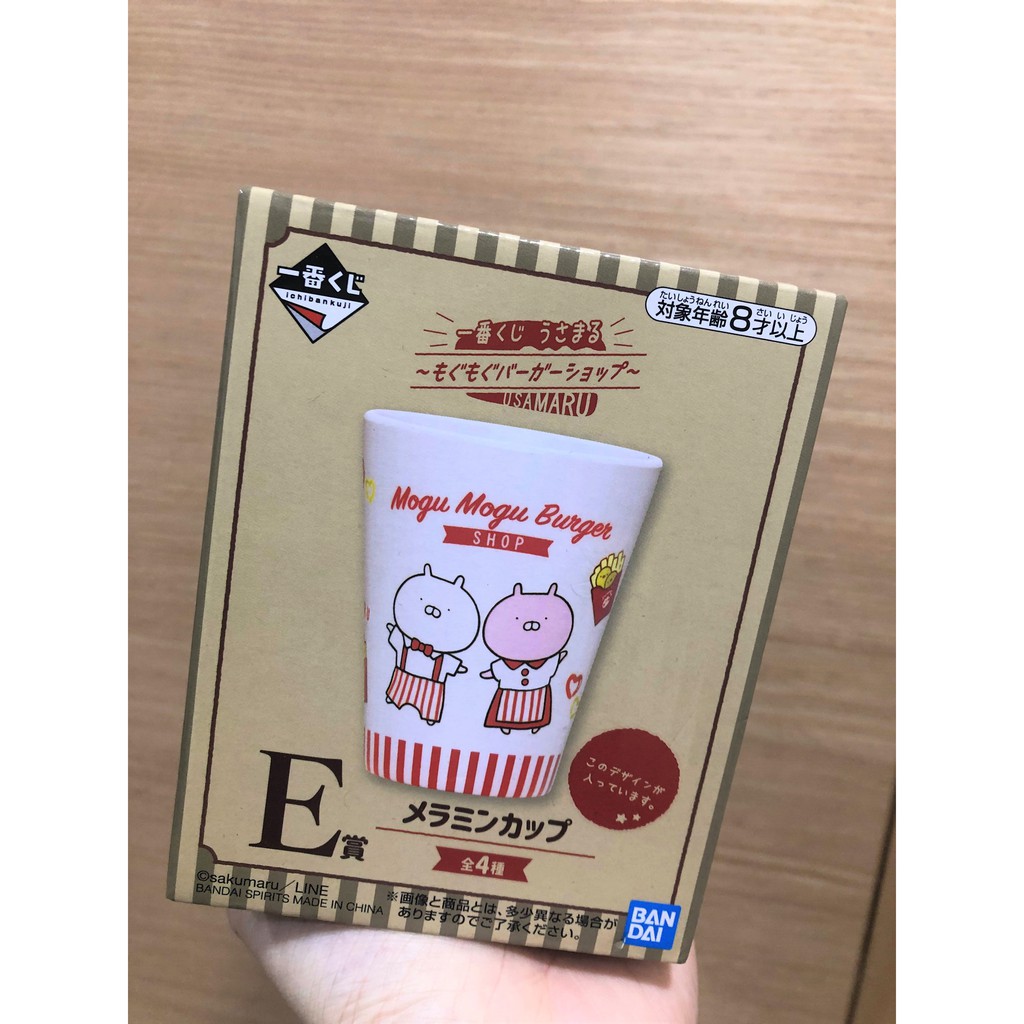 一番くじ
ichibankuji
たいしょうねんれい さい いじょう
対象年齢8才以上
一番くじ うさまる
～もぐもぐバーガーショップ～
USAMARU
Mogu Mogu Burger
SHOP
このデザインが
入っています。
E賞
メラミンカップ
全4種
©sakumaru／LINE
BANDAI SPIRITS MADE IN CHINA
※画像と商品とは、多少異なる場合が
ありますのでご了承ください。
BAN
DAI